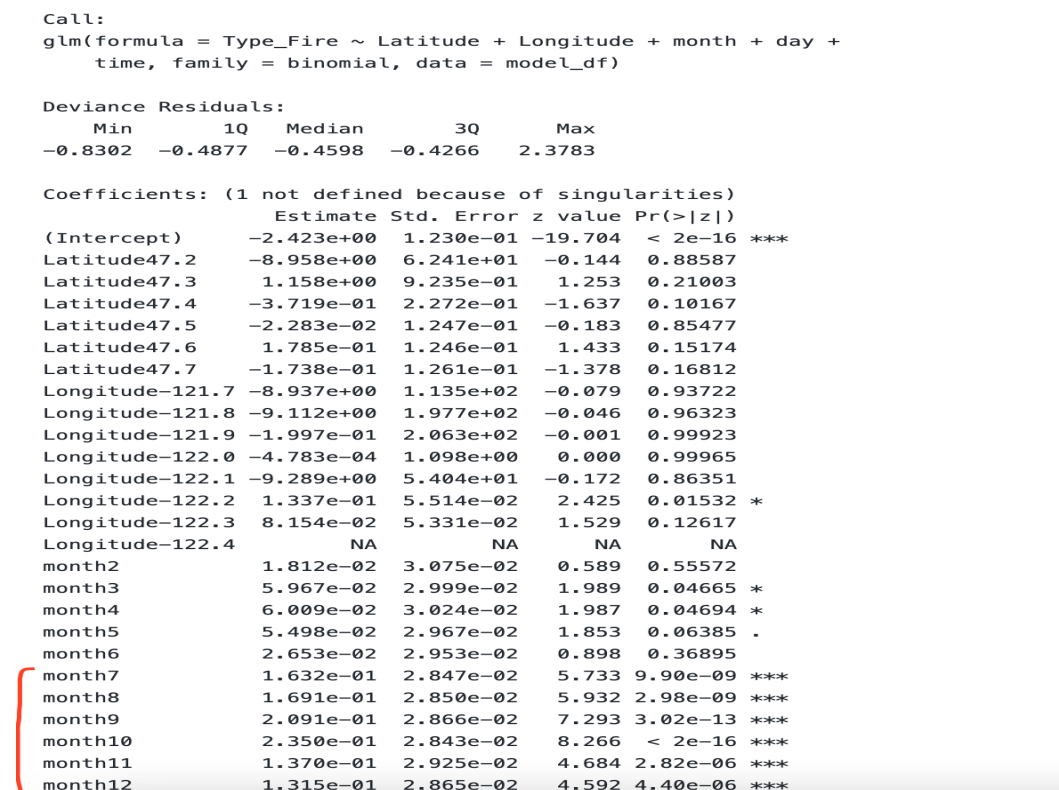 Call:
glm(formula = Type_Fire ~ Latitude + Longitude + month + day +
    time, family = binomial, data = model_df)

Deviance Residuals:
    Min       1Q   Median       3Q      Max
−0.8302  −0.4877  −0.4598  −0.4266   2.3783

Coefficients: (1 not defined because of singularities)
                 Estimate Std. Error z value Pr(>|z|)
(Intercept)    −2.423e+00  1.230e−01 −19.704  < 2e−16 ***
Latitude47.2   −8.958e+00  6.241e+01  −0.144  0.88587
Latitude47.3    1.158e+00  9.235e−01   1.253  0.21003
Latitude47.4   −3.719e−01  2.272e−01  −1.637  0.10167
Latitude47.5   −2.283e−02  1.247e−01  −0.183  0.85477
Latitude47.6    1.785e−01  1.246e−01   1.433  0.15174
Latitude47.7   −1.738e−01  1.261e−01  −1.378  0.16812
Longitude−121.7 −8.937e+00  1.135e+02  −0.079  0.93722
Longitude−121.8 −9.112e+00  1.977e+02  −0.046  0.96323
Longitude−121.9 −1.997e−01  2.063e+02  −0.001  0.99923
Longitude−122.0 −4.783e−04  1.098e+00   0.000  0.99965
Longitude−122.1 −9.289e+00  5.404e+01  −0.172  0.86351
Longitude−122.2  1.337e−01  5.514e−02   2.425  0.01532 *
Longitude−122.3  8.154e−02  5.331e−02   1.529  0.12617
Longitude−122.4         NA         NA      NA       NA
month2          1.812e−02  3.075e−02   0.589  0.55572
month3          5.967e−02  2.999e−02   1.989  0.04665 *
month4          6.009e−02  3.024e−02   1.987  0.04694 *
month5          5.498e−02  2.967e−02   1.853  0.06385 .
month6          2.653e−02  2.953e−02   0.898  0.36895
month7          1.632e−01  2.847e−02   5.733 9.90e−09 ***
month8          1.691e−01  2.850e−02   5.932 2.98e−09 ***
month9          2.091e−01  2.866e−02   7.293 3.02e−13 ***
month10         2.350e−01  2.843e−02   8.266  < 2e−16 ***
month11         1.370e−01  2.925e−02   4.684 2.82e−06 ***
month12         1.315e−01  2.865e−02   4.592 4.40e−06 ***